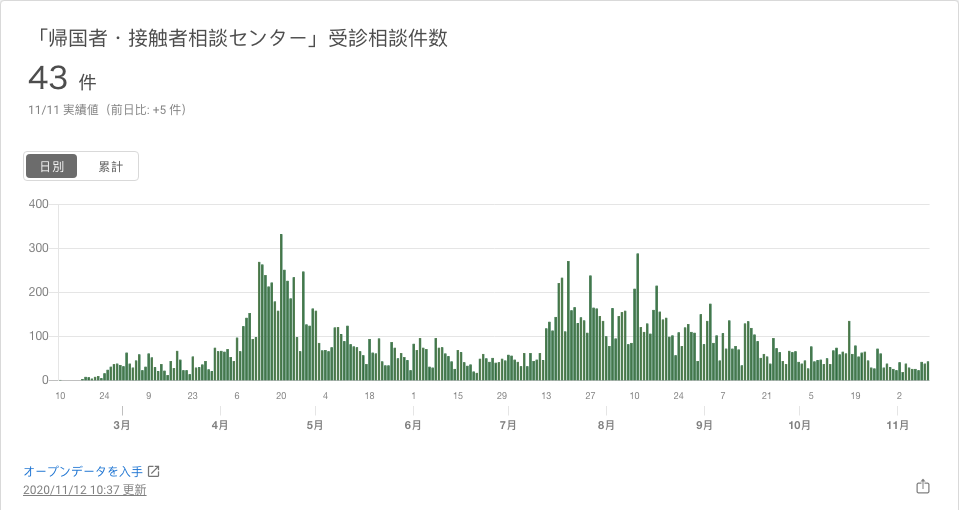 「帰国者・接触者相談センター」受診相談件数
43 件
11/11 実績値（前日比: +5 件）
日別 累計
400
300
200
100
0
10 24 9 23 6 20 4 18 1 15 29 13 27 10 24 7 21 5 19 2
3月 4月 5月 6月 7月 8月 9月 10月 11月
オープンデータを入手
2020/11/12 10:37 更新